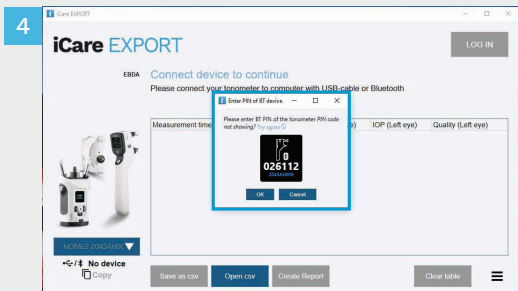 4
iCare EXPORT
iCare EXPORT
LOG IN
EBDA
Connect device to continue
Please connect your tonometer to computer with USB-cable or Bluetooth
Enter PIN of BT device
Please enter BT PIN of the tonometer PIN code
not showing? Try again
026112
OK
Cancel
Measurement time
IOP (Left eye)
Quality (Left eye)
No device
Copy
Save as csv
Open csv
Create Report
Clear table